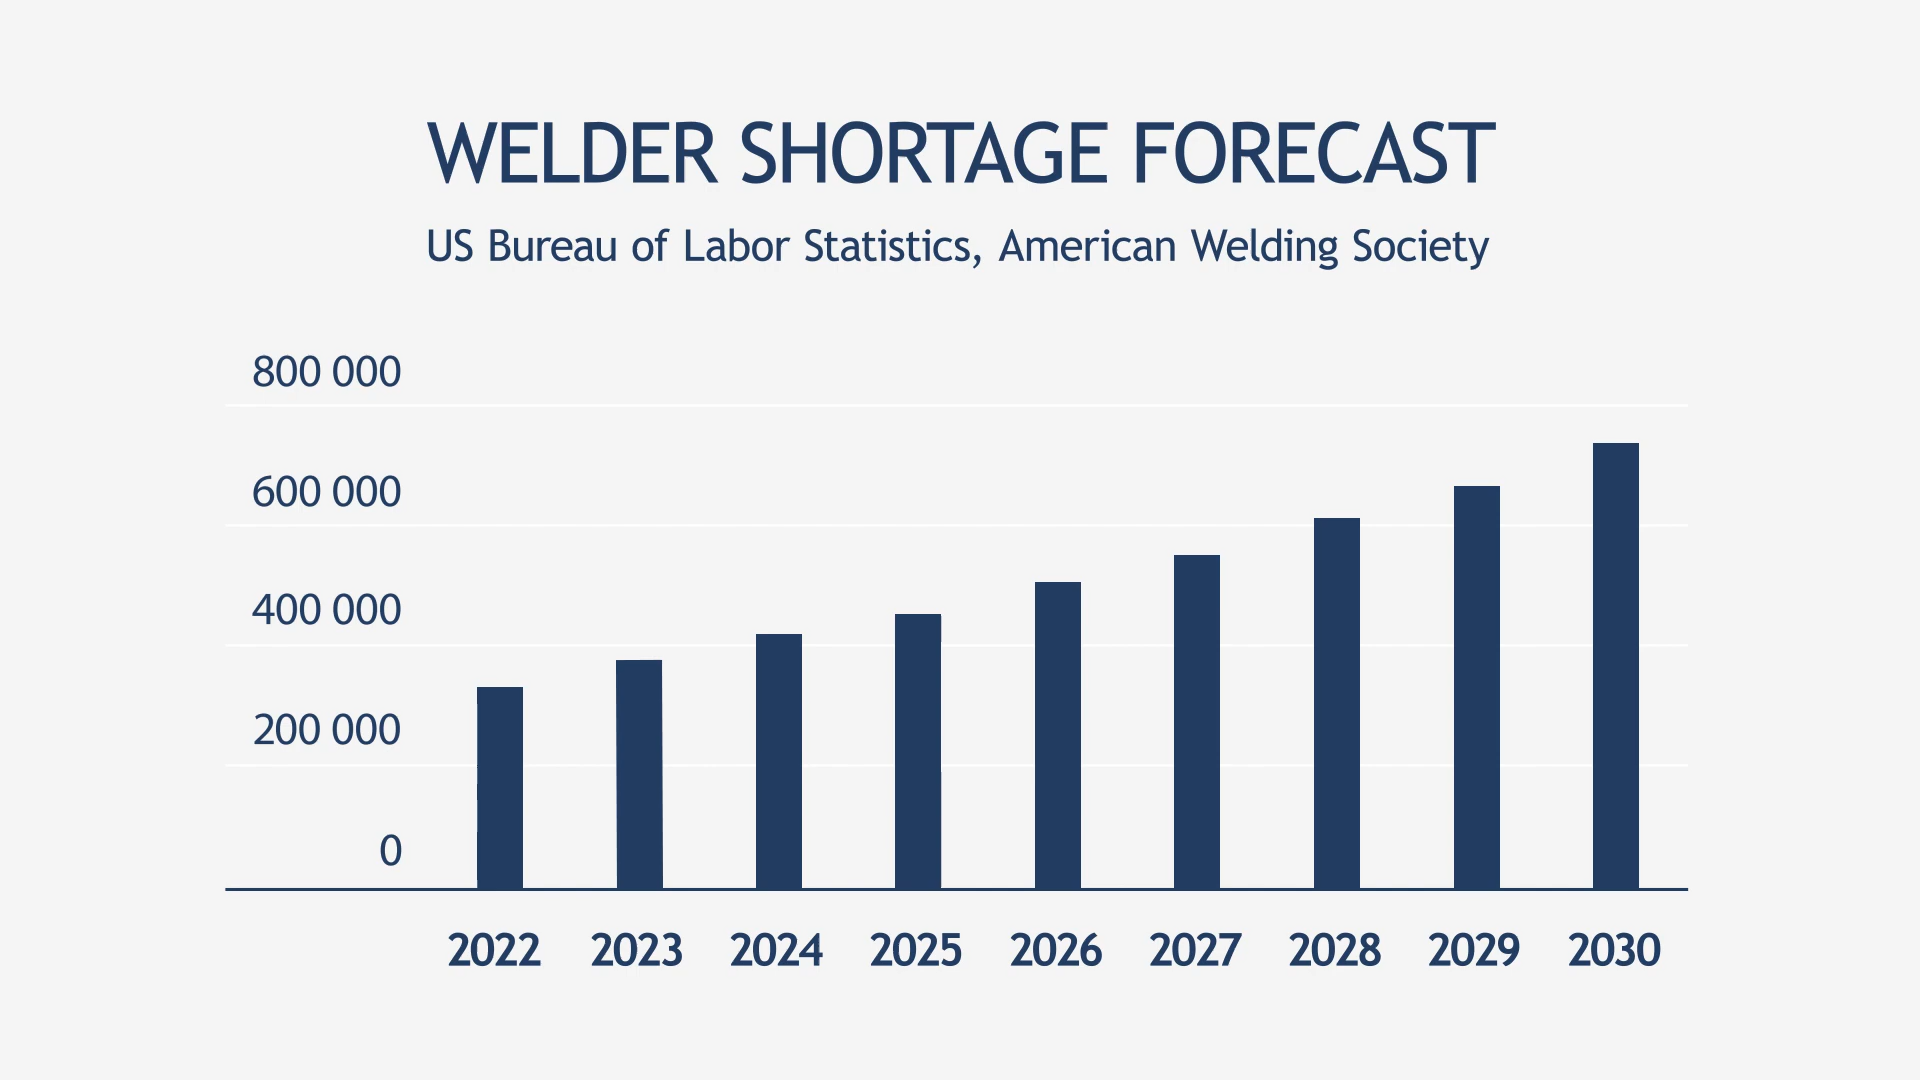 WELDER SHORTAGE FORECAST
US Bureau of Labor Statistics, American Welding Society
800 000
600 000
400 000
200 000
0
2022 2023 2024 2025 2026 2027 2028 2029 2030